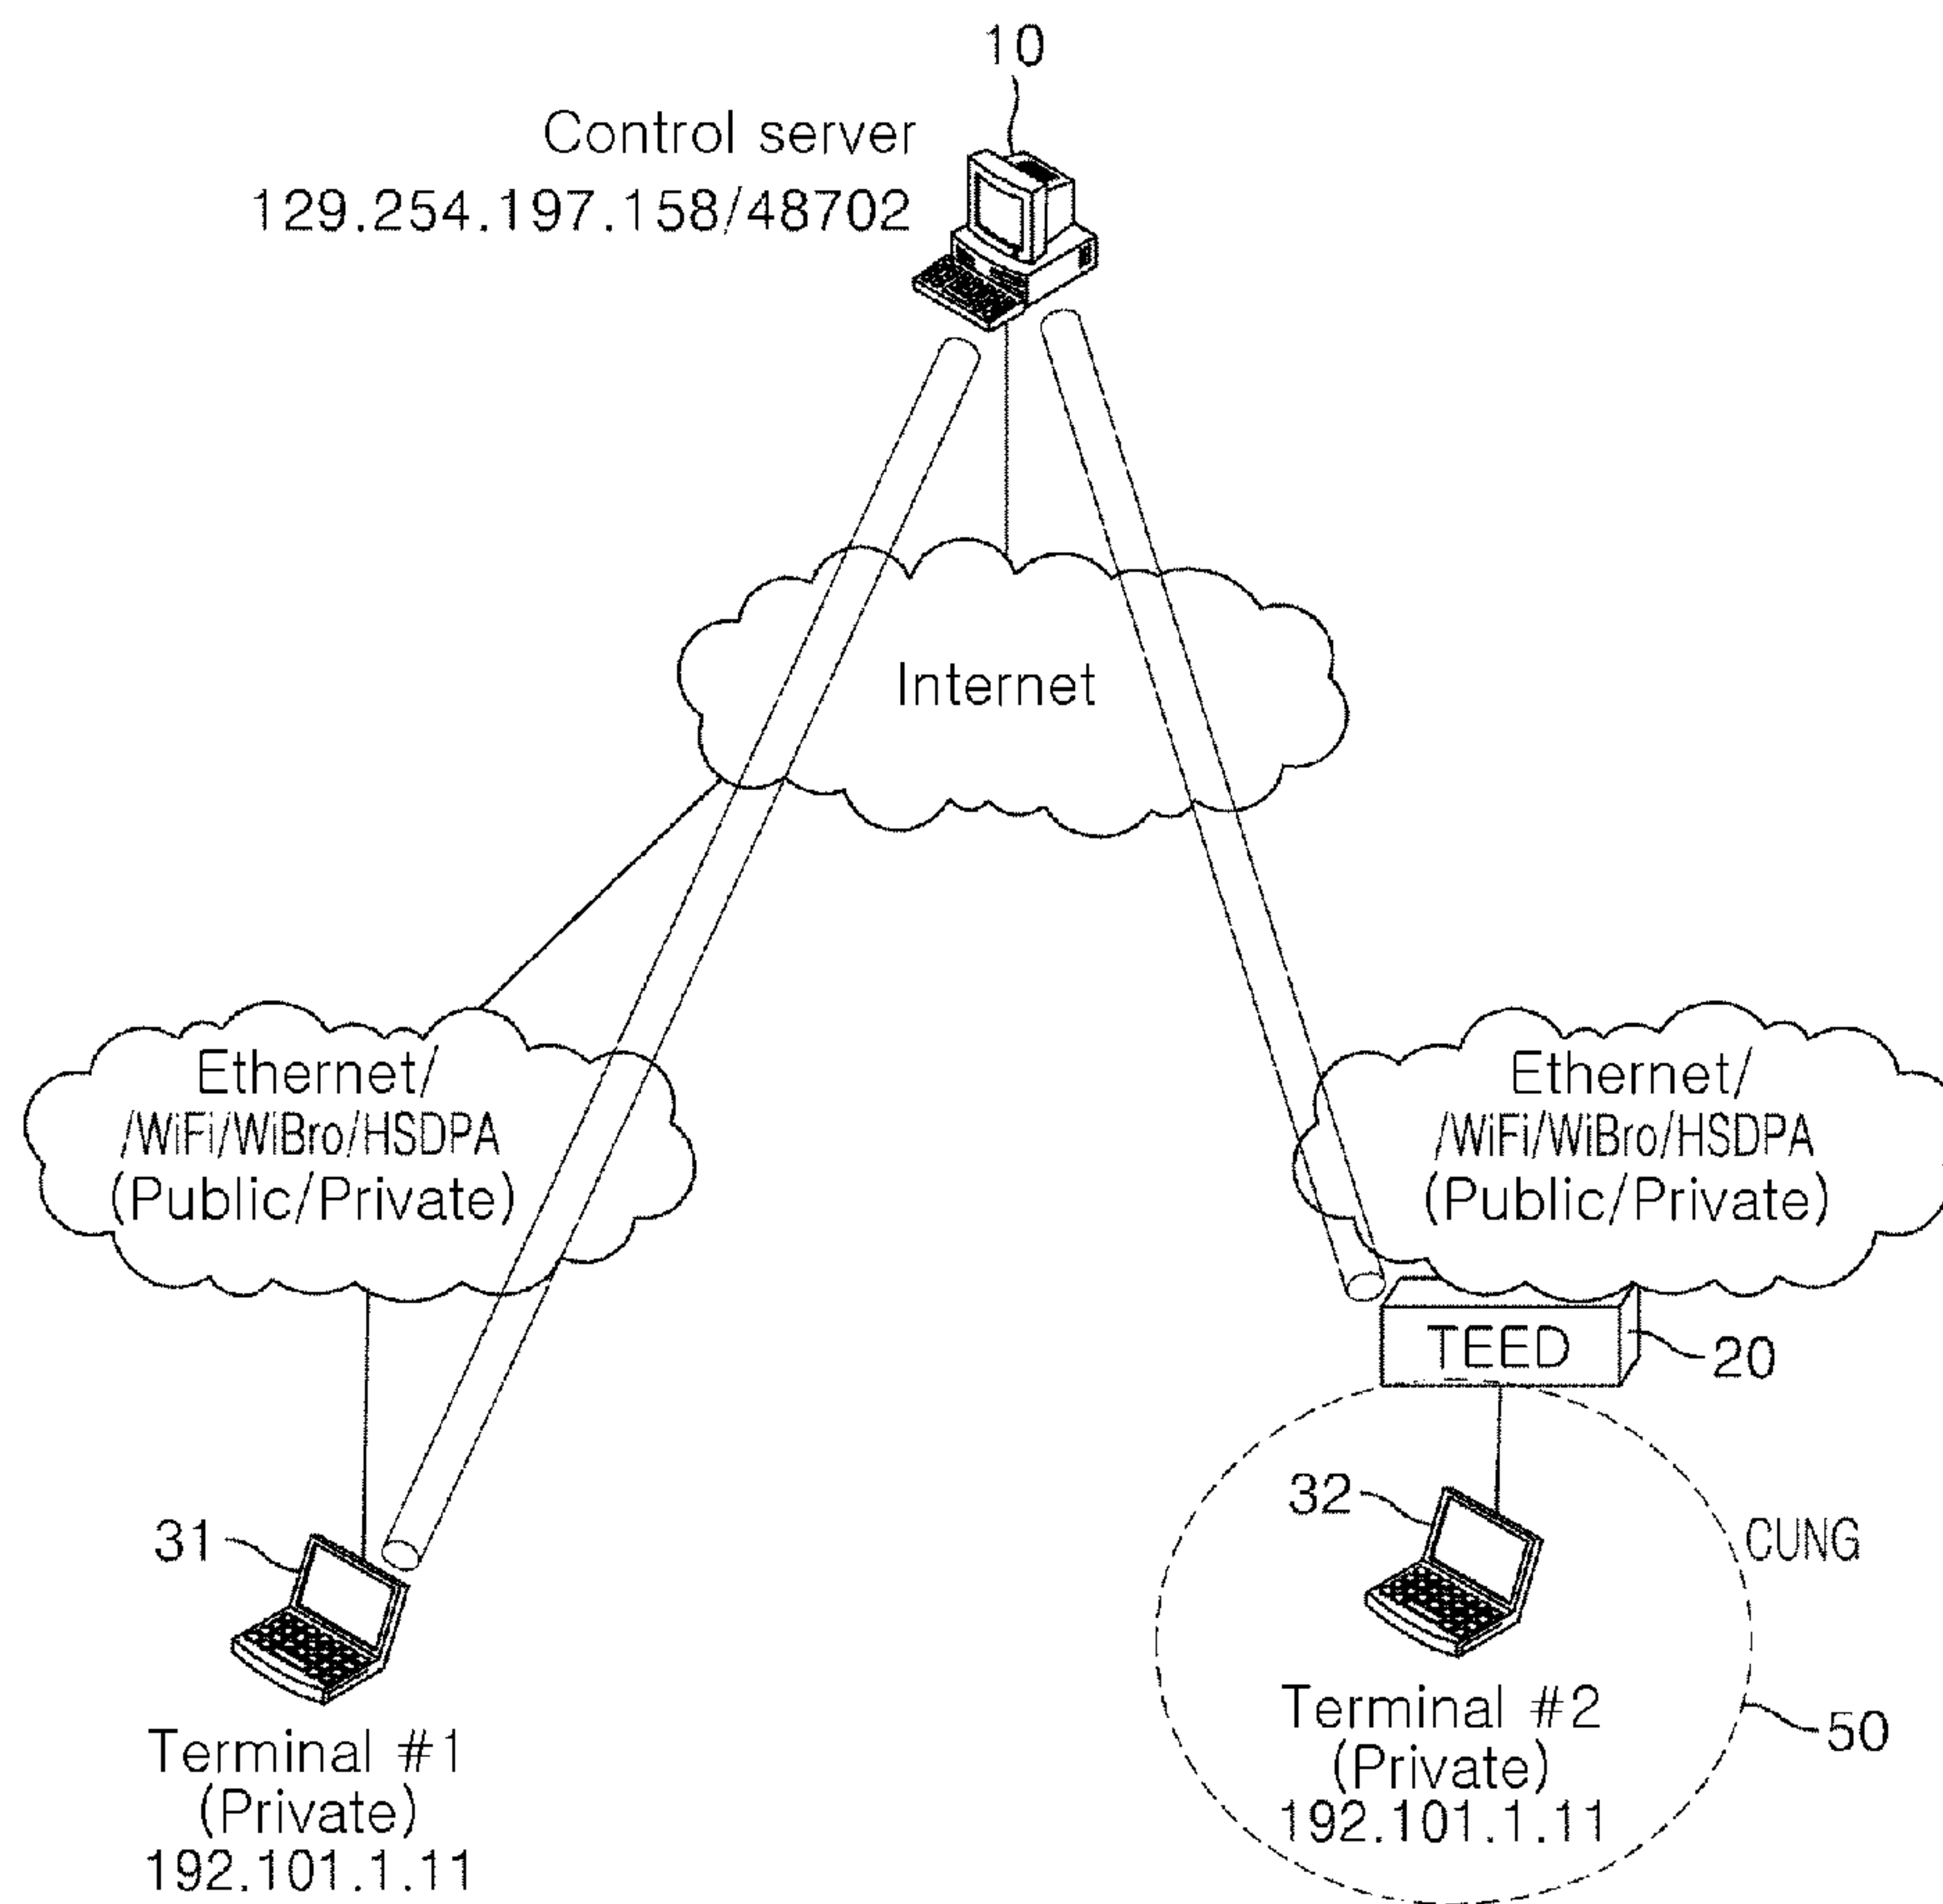 10
Control server
129.254.197.158/48702
Internet
Ethernet/
/WiFi/WiBro/HSDPA
(Public/Private)
Ethernet/
/WiFi/WiBro/HSDPA
(Public/Private)
TEED
20
31
32
CUNG
Terminal #1
(Private)
192.101.1.11
Terminal #2
(Private)
192.101.1.11
50